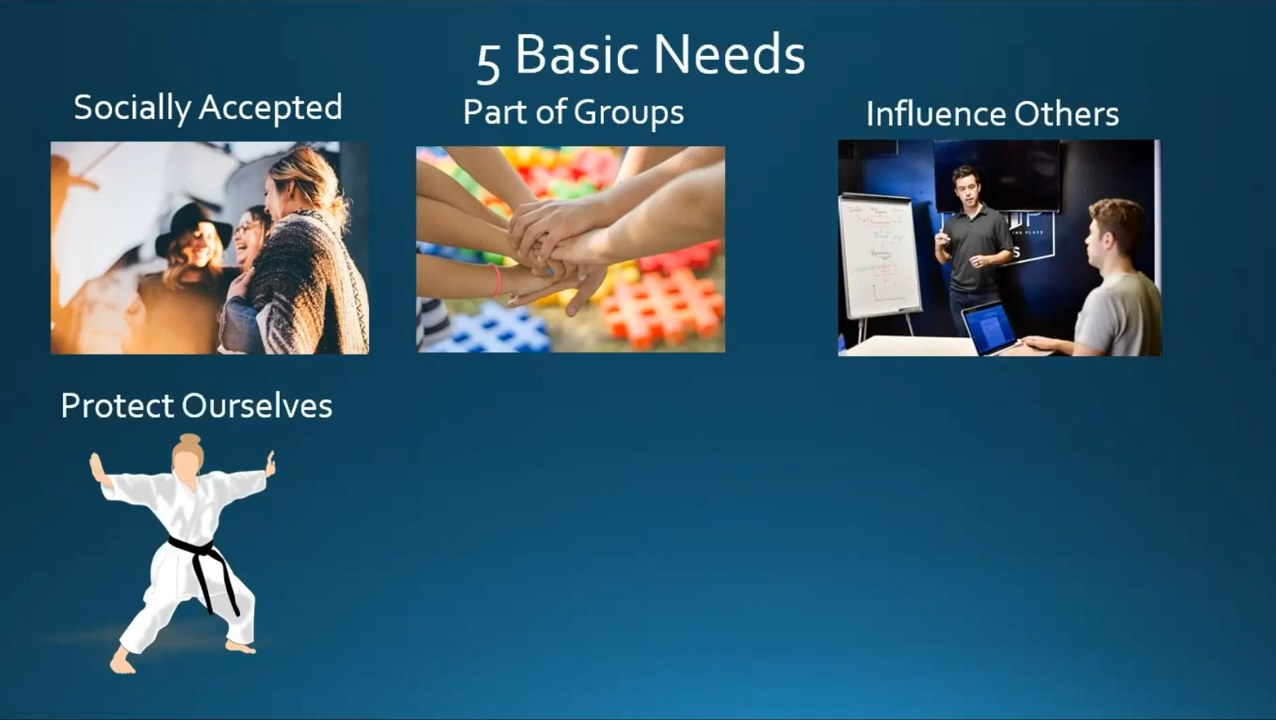 5 Basic Needs
Socially Accepted
Part of Groups
Influence Others
Protect Ourselves